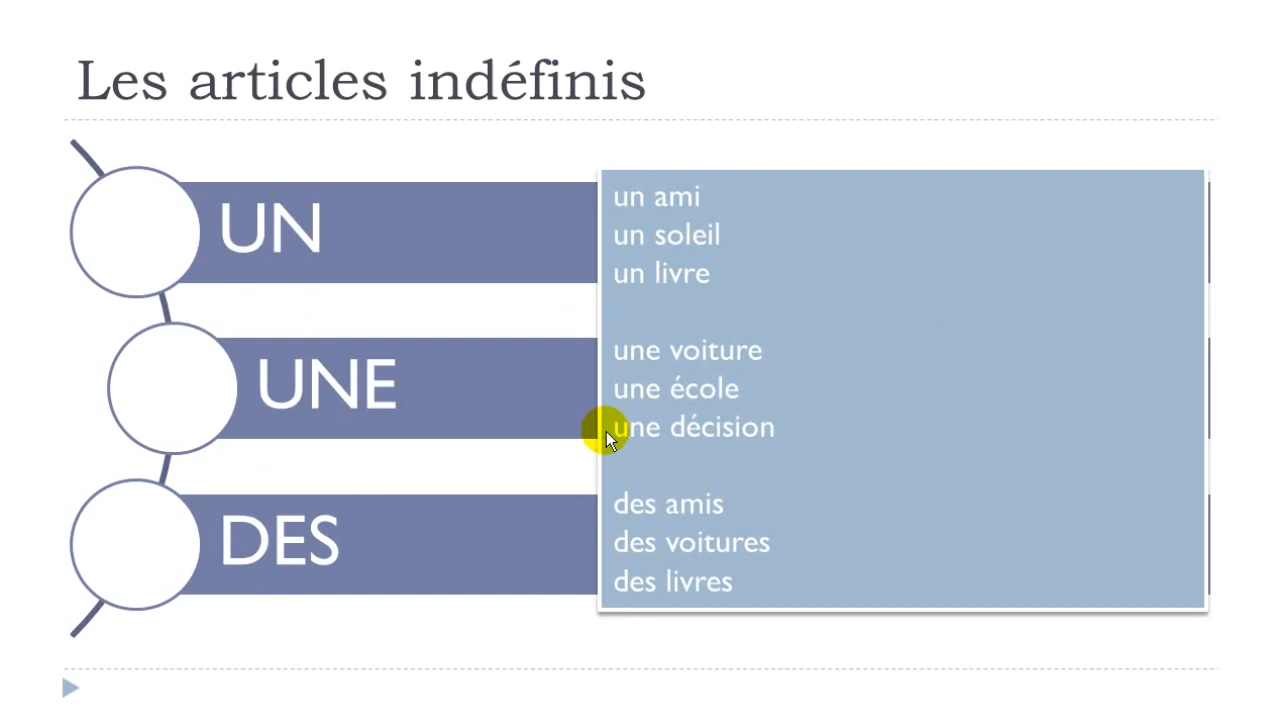 Les articles indéfinis
UN
un ami
un soleil
un livre
UNE
une voiture
une école
une décision
DES
des amis
des voitures
des livres